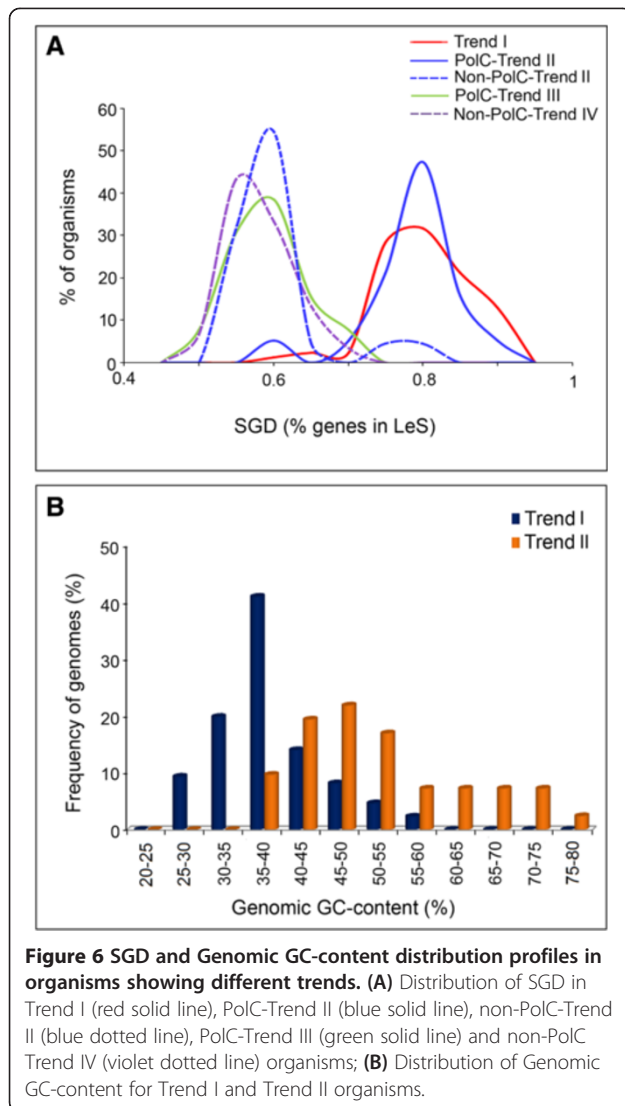 A
Trend I
PolC-Trend II
Non-PolC-Trend II
PolC-Trend III
Non-PolC-Trend IV
% of organisms
60
50
40
30
20
10
0
0.4 0.6 0.8 1
SGD (% genes in LeS)
B
Trend I
Trend II
Frequency of genomes (%)
50
40
30
20
10
0
20-25 25-30 30-35 35-40 40-45 45-50 50-55 55-60 60-65 65-70 70-75 75-80
Genomic GC-content (%)
Figure 6 SGD and Genomic GC-content distribution profiles in
organisms showing different trends. (A) Distribution of SGD in
Trend I (red solid line), PolC-Trend II (blue solid line), non-PolC-Trend
II (blue dotted line), PolC-Trend III (green solid line) and non-PolC
Trend IV (violet dotted line) organisms; (B) Distribution of Genomic
GC-content for Trend I and Trend II organisms.